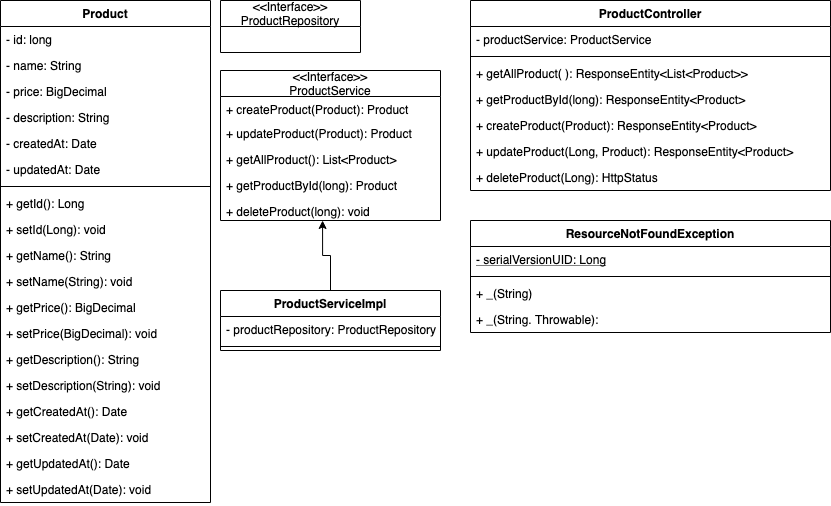 Product
- id: long
- name: String
- price: BigDecimal
- description: String
- createdAt: Date
- updatedAt: Date
+ getId(): Long
+ setId(Long): void
+ getName(): String
+ setName(String): void
+ getPrice(): BigDecimal
+ setPrice(BigDecimal): void
+ getDescription(): String
+ setDescription(String): void
+ getCreatedAt(): Date
+ setCreatedAt(Date): void
+ getUpdatedAt(): Date
+ setUpdatedAt(Date): void
<<Interface>>
ProductRepository
<<Interface>>
ProductService
+ createProduct(Product): Product
+ updateProduct(Product): Product
+ getAllProduct(): List<Product>
+ getProductById(long): Product
+ deleteProduct(long): void
ProductServiceImpl
- productRepository: ProductRepository
ProductController
- productService: ProductService
+ getAllProduct( ): ResponseEntity<List<Product>>
+ getProductById(long): ResponseEntity<Product>
+ createProduct(Product): ResponseEntity<Product>
+ updateProduct(Long, Product): ResponseEntity<Product>
+ deleteProduct(Long): HttpStatus
ResourceNotFoundException
- serialVersionUID: Long
+ _(String)
+ _(String. Throwable):